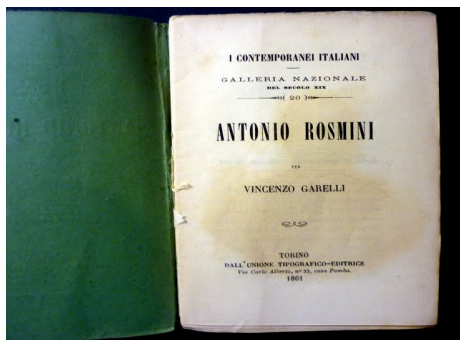 I CONTEMPORANEI ITALIANI
GALLERIA NAZIONALE
DEL SECOLO XIX
( 20 )
ANTONIO ROSMINI
PER
VINCENZO GARELLI
TORINO
DALL'UNIONE TIPOGRAFICO-EDITRICE
Via Carlo Alberto, nº 33, casa Pomba.
1861